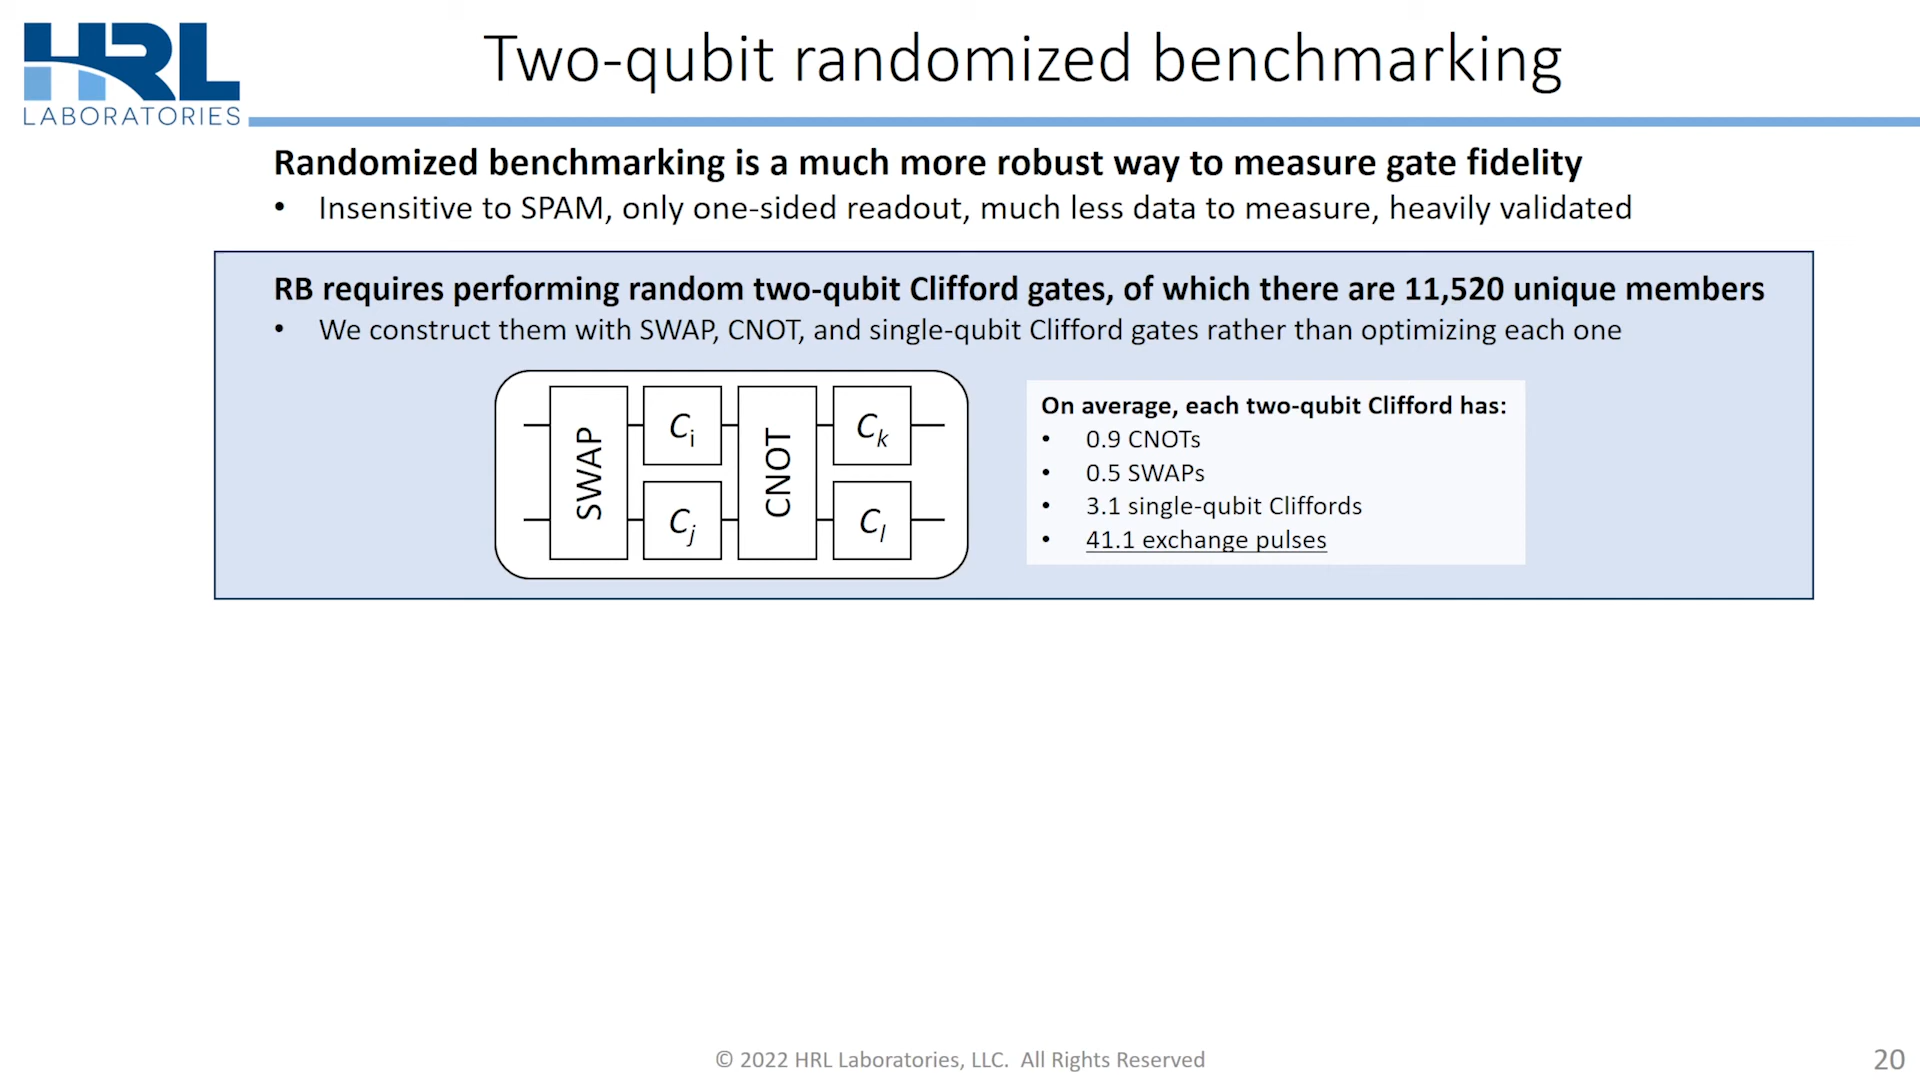 HRL
LABORATORIES
Two-qubit randomized benchmarking
Randomized benchmarking is a much more robust way to measure gate fidelity
• Insensitive to SPAM, only one-sided readout, much less data to measure, heavily validated
RB requires performing random two-qubit Clifford gates, of which there are 11,520 unique members
• We construct them with SWAP, CNOT, and single-qubit Clifford gates rather than optimizing each one
SWAP
Ci
Cj
CNOT
Ck
Cl
On average, each two-qubit Clifford has:
• 0.9 CNOTs
• 0.5 SWAPs
• 3.1 single-qubit Cliffords
• 41.1 exchange pulses
© 2022 HRL Laboratories, LLC. All Rights Reserved
20